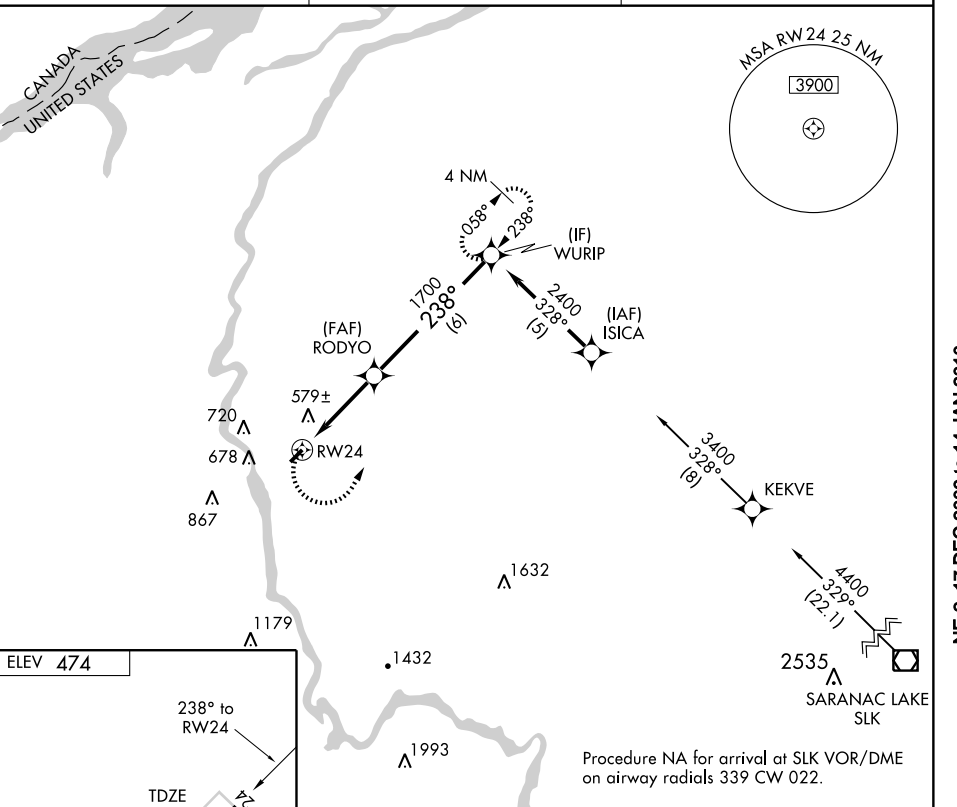 CANADA
UNITED STATES
MSA RW 24 25 NM
3900
4 NM
058°
238°
(IF)
WURIP
1700
238°
(6)
2400
328°
(5)
(IAF)
ISICA
(FAF)
RODYO
579±
720
678
RW24
867
3400
328°
(8)
KEKVE
1632
4400
329°
(22.1)
1179
ELEV 474
1432
2535
SARANAC LAKE
SLK
238° to
RW24
1993
Procedure NA for arrival at SLK VOR/DME
on airway radials 339 CW 022.
TDZE
24